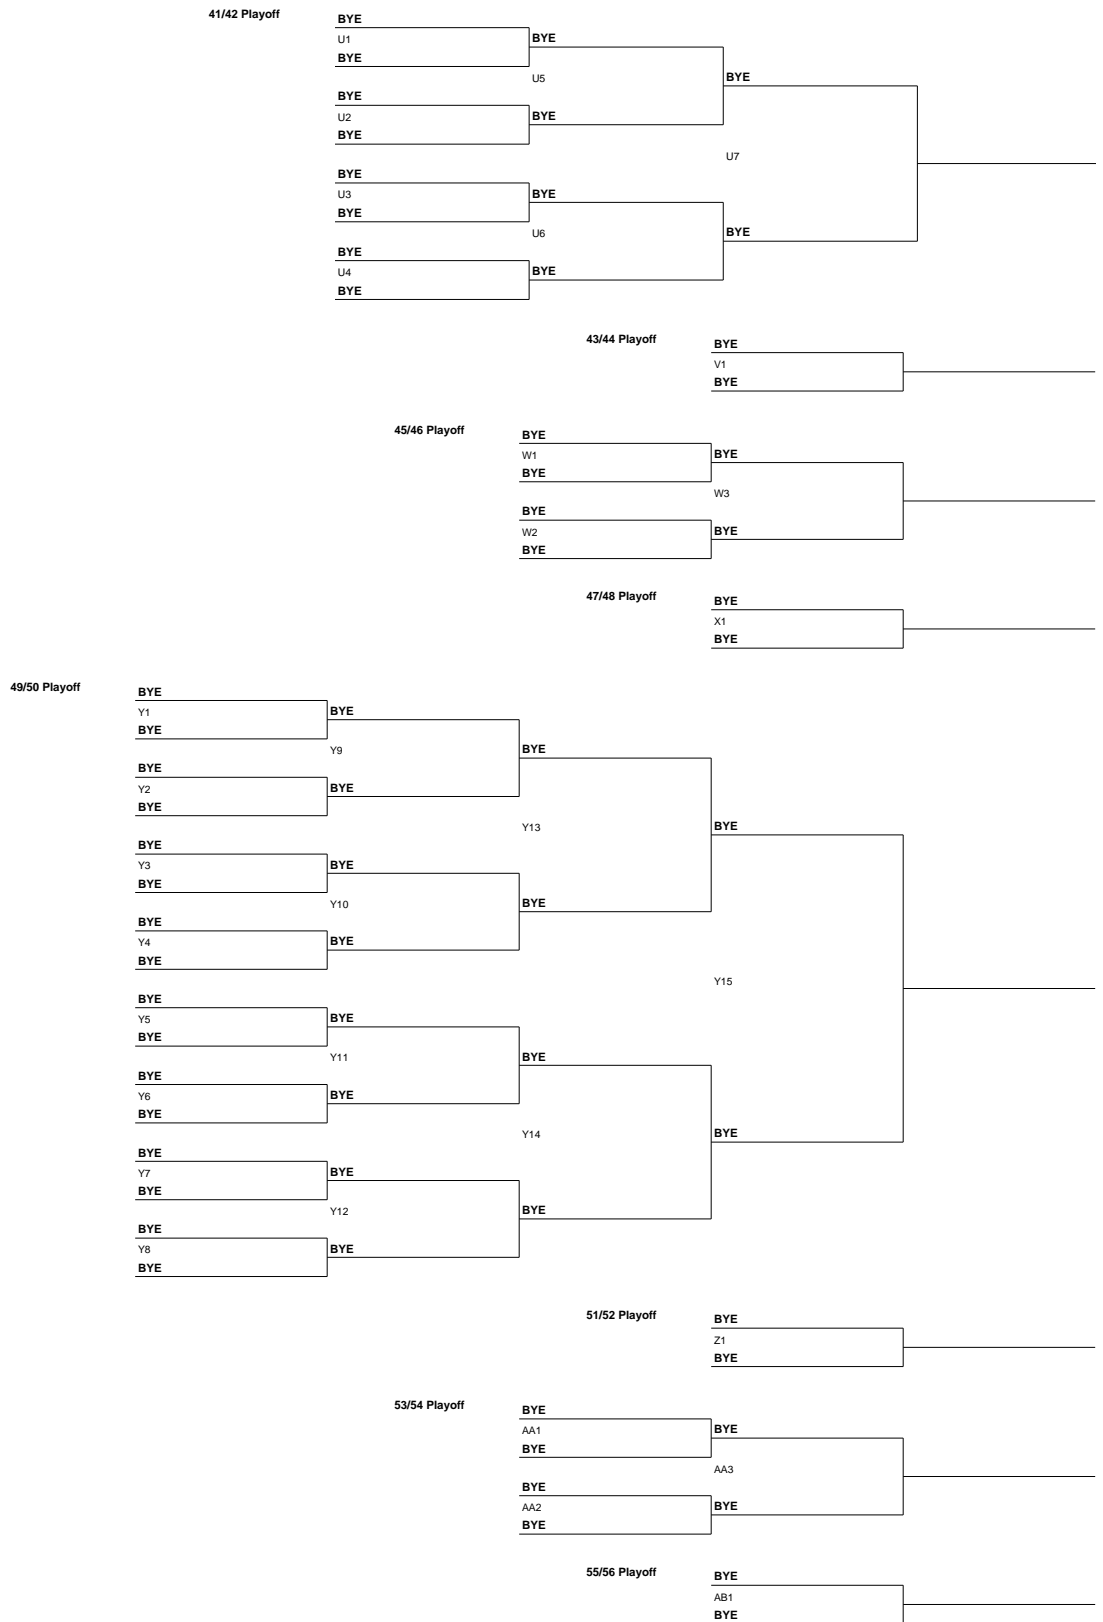 41/42 Playoff
BYE
U1
BYE
BYE
U5
BYE
BYE
U2
BYE
BYE
U7
BYE
U3
BYE
BYE
U6
BYE
BYE
U4
BYE
BYE
43/44 Playoff
BYE
V1
BYE
45/46 Playoff
BYE
W1
BYE
BYE
W3
BYE
W2
BYE
BYE
47/48 Playoff
BYE
X1
BYE
49/50 Playoff
BYE
Y1
BYE
BYE
Y9
BYE
BYE
Y2
BYE
BYE
Y13
BYE
BYE
Y3
BYE
BYE
Y10
BYE
BYE
Y4
BYE
BYE
Y15
BYE
Y5
BYE
BYE
Y11
BYE
BYE
Y6
BYE
BYE
Y14
BYE
BYE
Y7
BYE
BYE
Y12
BYE
BYE
Y8
BYE
BYE
51/52 Playoff
BYE
Z1
BYE
53/54 Playoff
BYE
AA1
BYE
BYE
AA3
BYE
AA2
BYE
BYE
55/56 Playoff
BYE
AB1
BYE